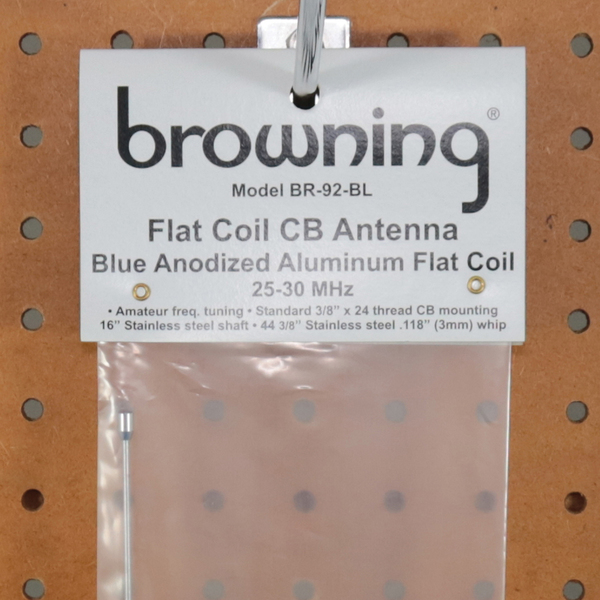 browning®
Model BR-92-BL
Flat Coil CB Antenna
Blue Anodized Aluminum Flat Coil
25-30 MHz
• Amateur freq. tuning • Standard 3/8" x 24 thread CB mounting
16" Stainless steel shaft • 44 3/8" Stainless steel .118" (3mm) whip